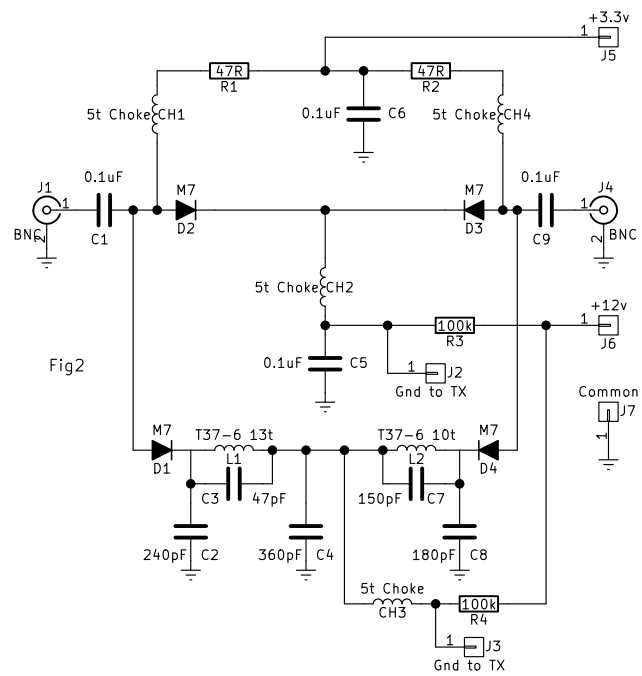 +3.3v
1
J5
47R
R1
47R
R2
5t Choke CH1
0.1uF
C6
5t Choke CH4
J1
0.1uF
M7
M7
0.1uF
J4
1
1
BNC
2
C1
D2
D3
C9
2
BNC
5t Choke CH2
+12v
1
J6
100k
R3
0.1uF
C5
1
J2
Gnd to TX
Fig2
Common
J7
1
M7
T37-6 13t
T37-6 10t
M7
D1
L1
L2
D4
C3
47pF
150pF
C7
240pF
C2
360pF
C4
180pF
C8
5t Choke
CH3
100k
R4
1
J3
Gnd to TX